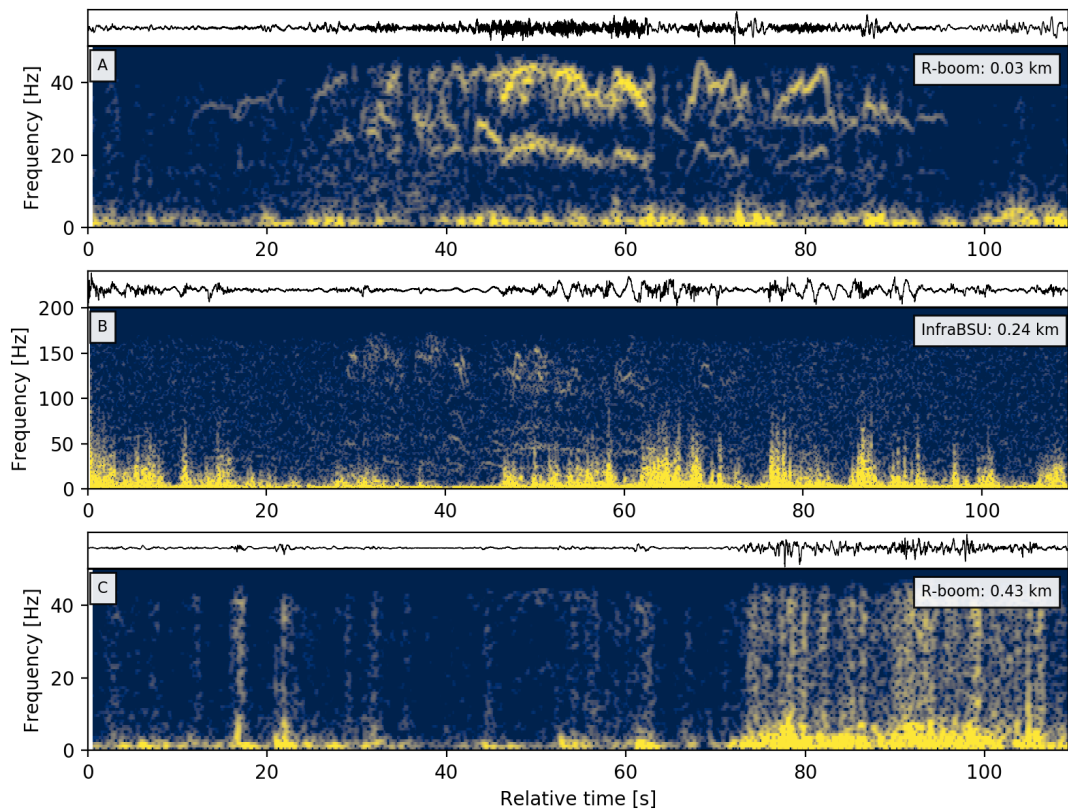 A
R-boom: 0.03 km
Frequency [Hz]
40
20
0
0 20 40 60 80 100
B
InfraBSU: 0.24 km
Frequency [Hz]
200
150
100
50
0
0 20 40 60 80 100
C
R-boom: 0.43 km
Frequency [Hz]
40
20
0
0 20 40 60 80 100
Relative time [s]